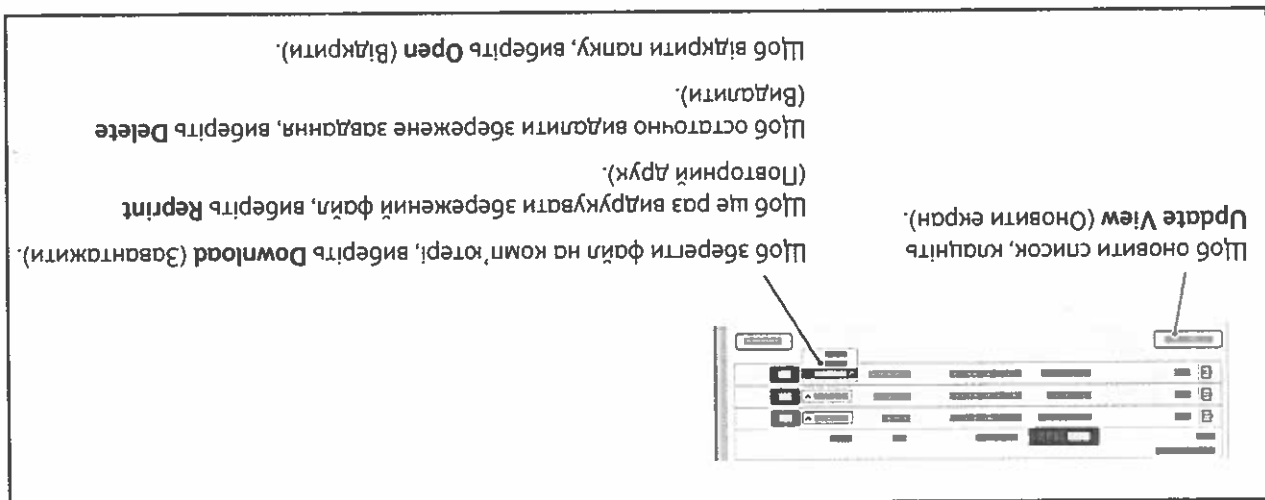 Щоб оновити список, клацніть
Update View (Оновити екран).
Щоб зберегти файл на комп'ютері, виберіть Download (Завантажити).
Щоб ще раз видрукувати збережений файл, виберіть Reprint
(Повторний друк).
Щоб остаточно видалити збережене завдання, виберіть Delete
(Видалити).
Щоб відкрити папку, виберіть Open (Відкрити).